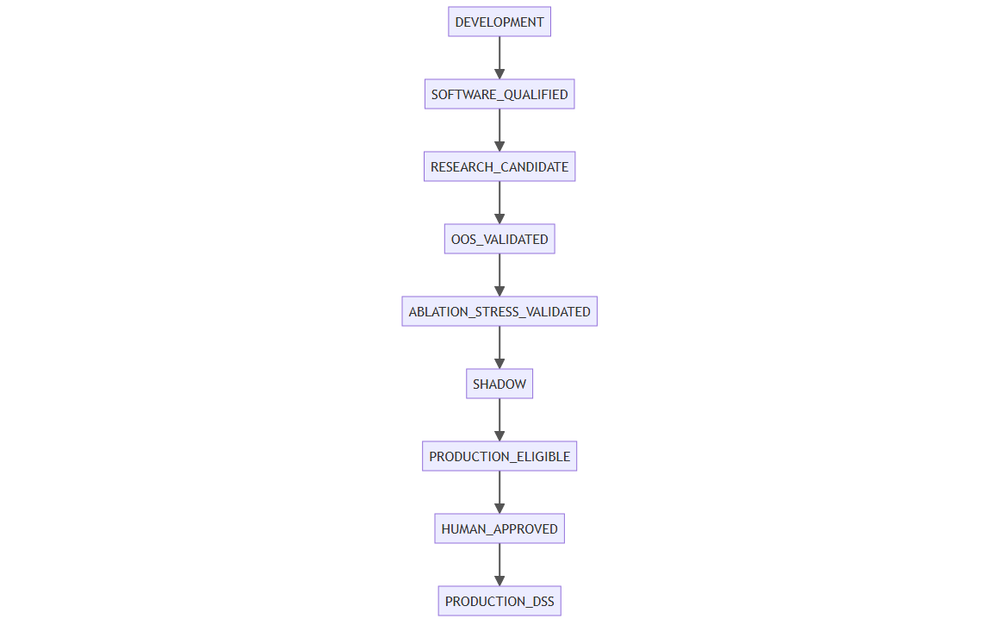 DEVELOPMENT
SOFTWARE_QUALIFIED
RESEARCH_CANDIDATE
OOS_VALIDATED
ABLATION_STRESS_VALIDATED
SHADOW
PRODUCTION_ELIGIBLE
HUMAN_APPROVED
PRODUCTION_DSS